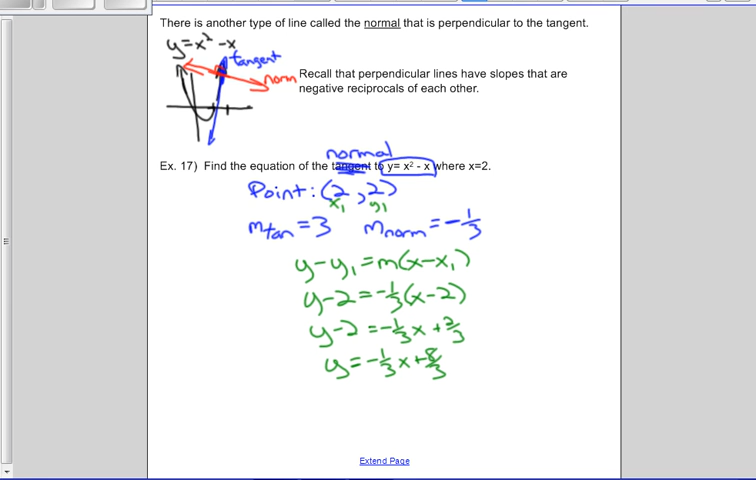 There is another type of line called the normal that is perpendicular to the tangent.
y=x² -x
tangent
norm
Recall that perpendicular lines have slopes that are
negative reciprocals of each other.
normal
Ex. 17) Find the equation of the tangent to y= x² - x where x=2.
Point: (2, 2)
x₁ y₁
m_tan = 3 m_norm = -1/3
y-y₁ = m(x-x₁)
y-2 = -1/3(x-2)
y-2 = -1/3x + 2/3
y = -1/3x + 8/3
Extend Page